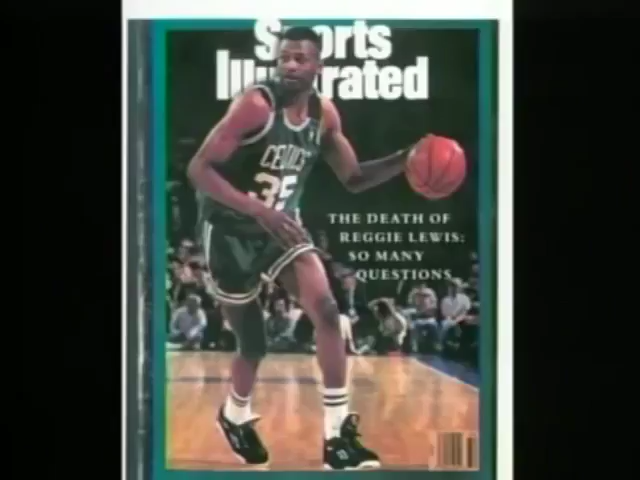 Sports
Illustrated
CELTICS
35
THE DEATH OF
REGGIE LEWIS:
SO MANY
QUESTIONS